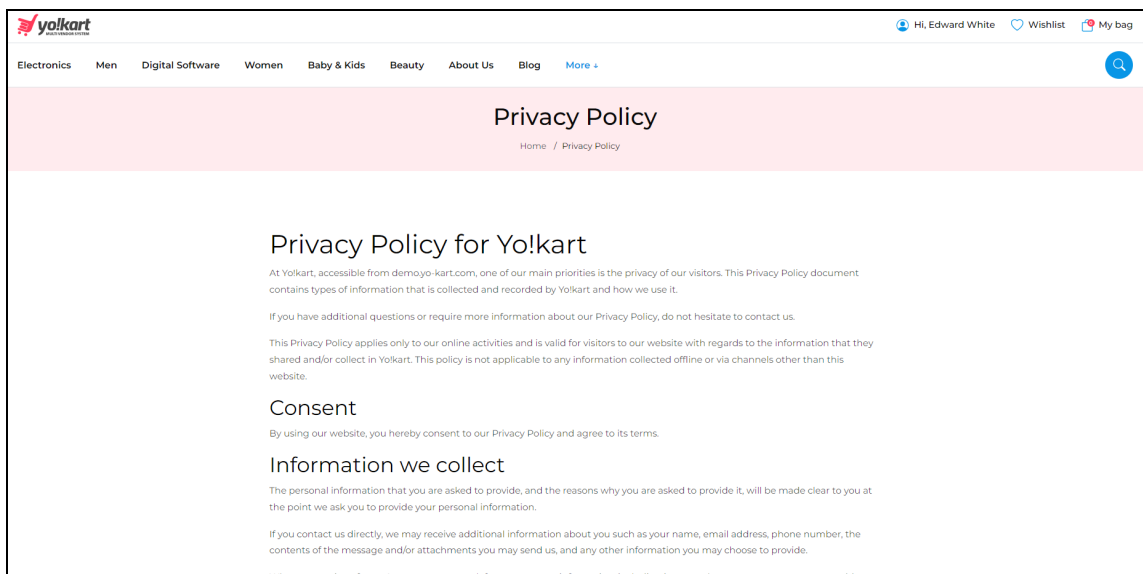 yo!kart
MULTI VENDOR SYSTEM
Hi, Edward White Wishlist 0 My bag
Electronics Men Digital Software Women Baby & Kids Beauty About Us Blog More ↓
Privacy Policy
Home / Privacy Policy
Privacy Policy for Yo!kart
At Yo!kart, accessible from demo.yo-kart.com, one of our main priorities is the privacy of our visitors. This Privacy Policy document
contains types of information that is collected and recorded by Yo!kart and how we use it.
If you have additional questions or require more information about our Privacy Policy, do not hesitate to contact us.
This Privacy Policy applies only to our online activities and is valid for visitors to our website with regards to the information that they
shared and/or collect in Yo!kart. This policy is not applicable to any information collected offline or via channels other than this
website.
Consent
By using our website, you hereby consent to our Privacy Policy and agree to its terms.
Information we collect
The personal information that you are asked to provide, and the reasons why you are asked to provide it, will be made clear to you at
the point we ask you to provide your personal information.
If you contact us directly, we may receive additional information about you such as your name, email address, phone number, the
contents of the message and/or attachments you may send us, and any other information you may choose to provide.